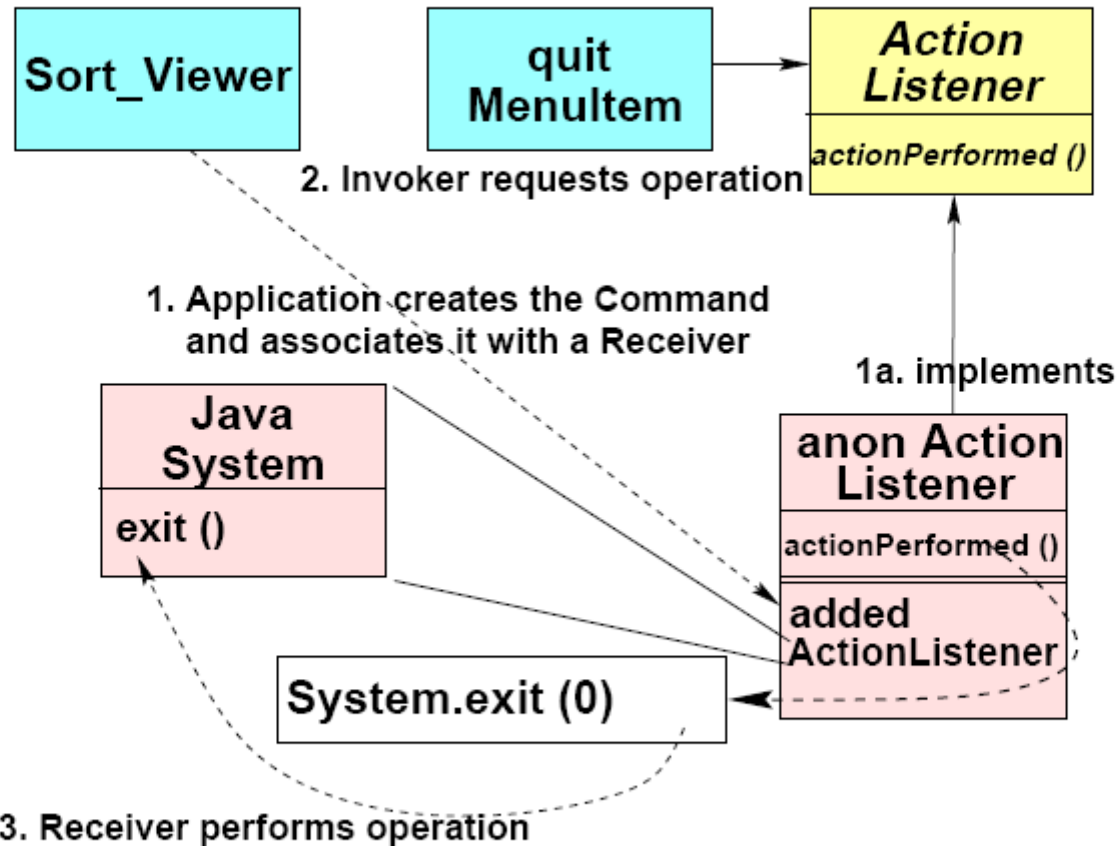 Sort_Viewer
quit
MenuItem
Action
Listener
actionPerformed ()
2. Invoker requests operation
1. Application creates the Command
and associates it with a Receiver
1a. implements
Java
System
exit ()
anon Action
Listener
actionPerformed ()
added
ActionListener
System.exit (0)
3. Receiver performs operation